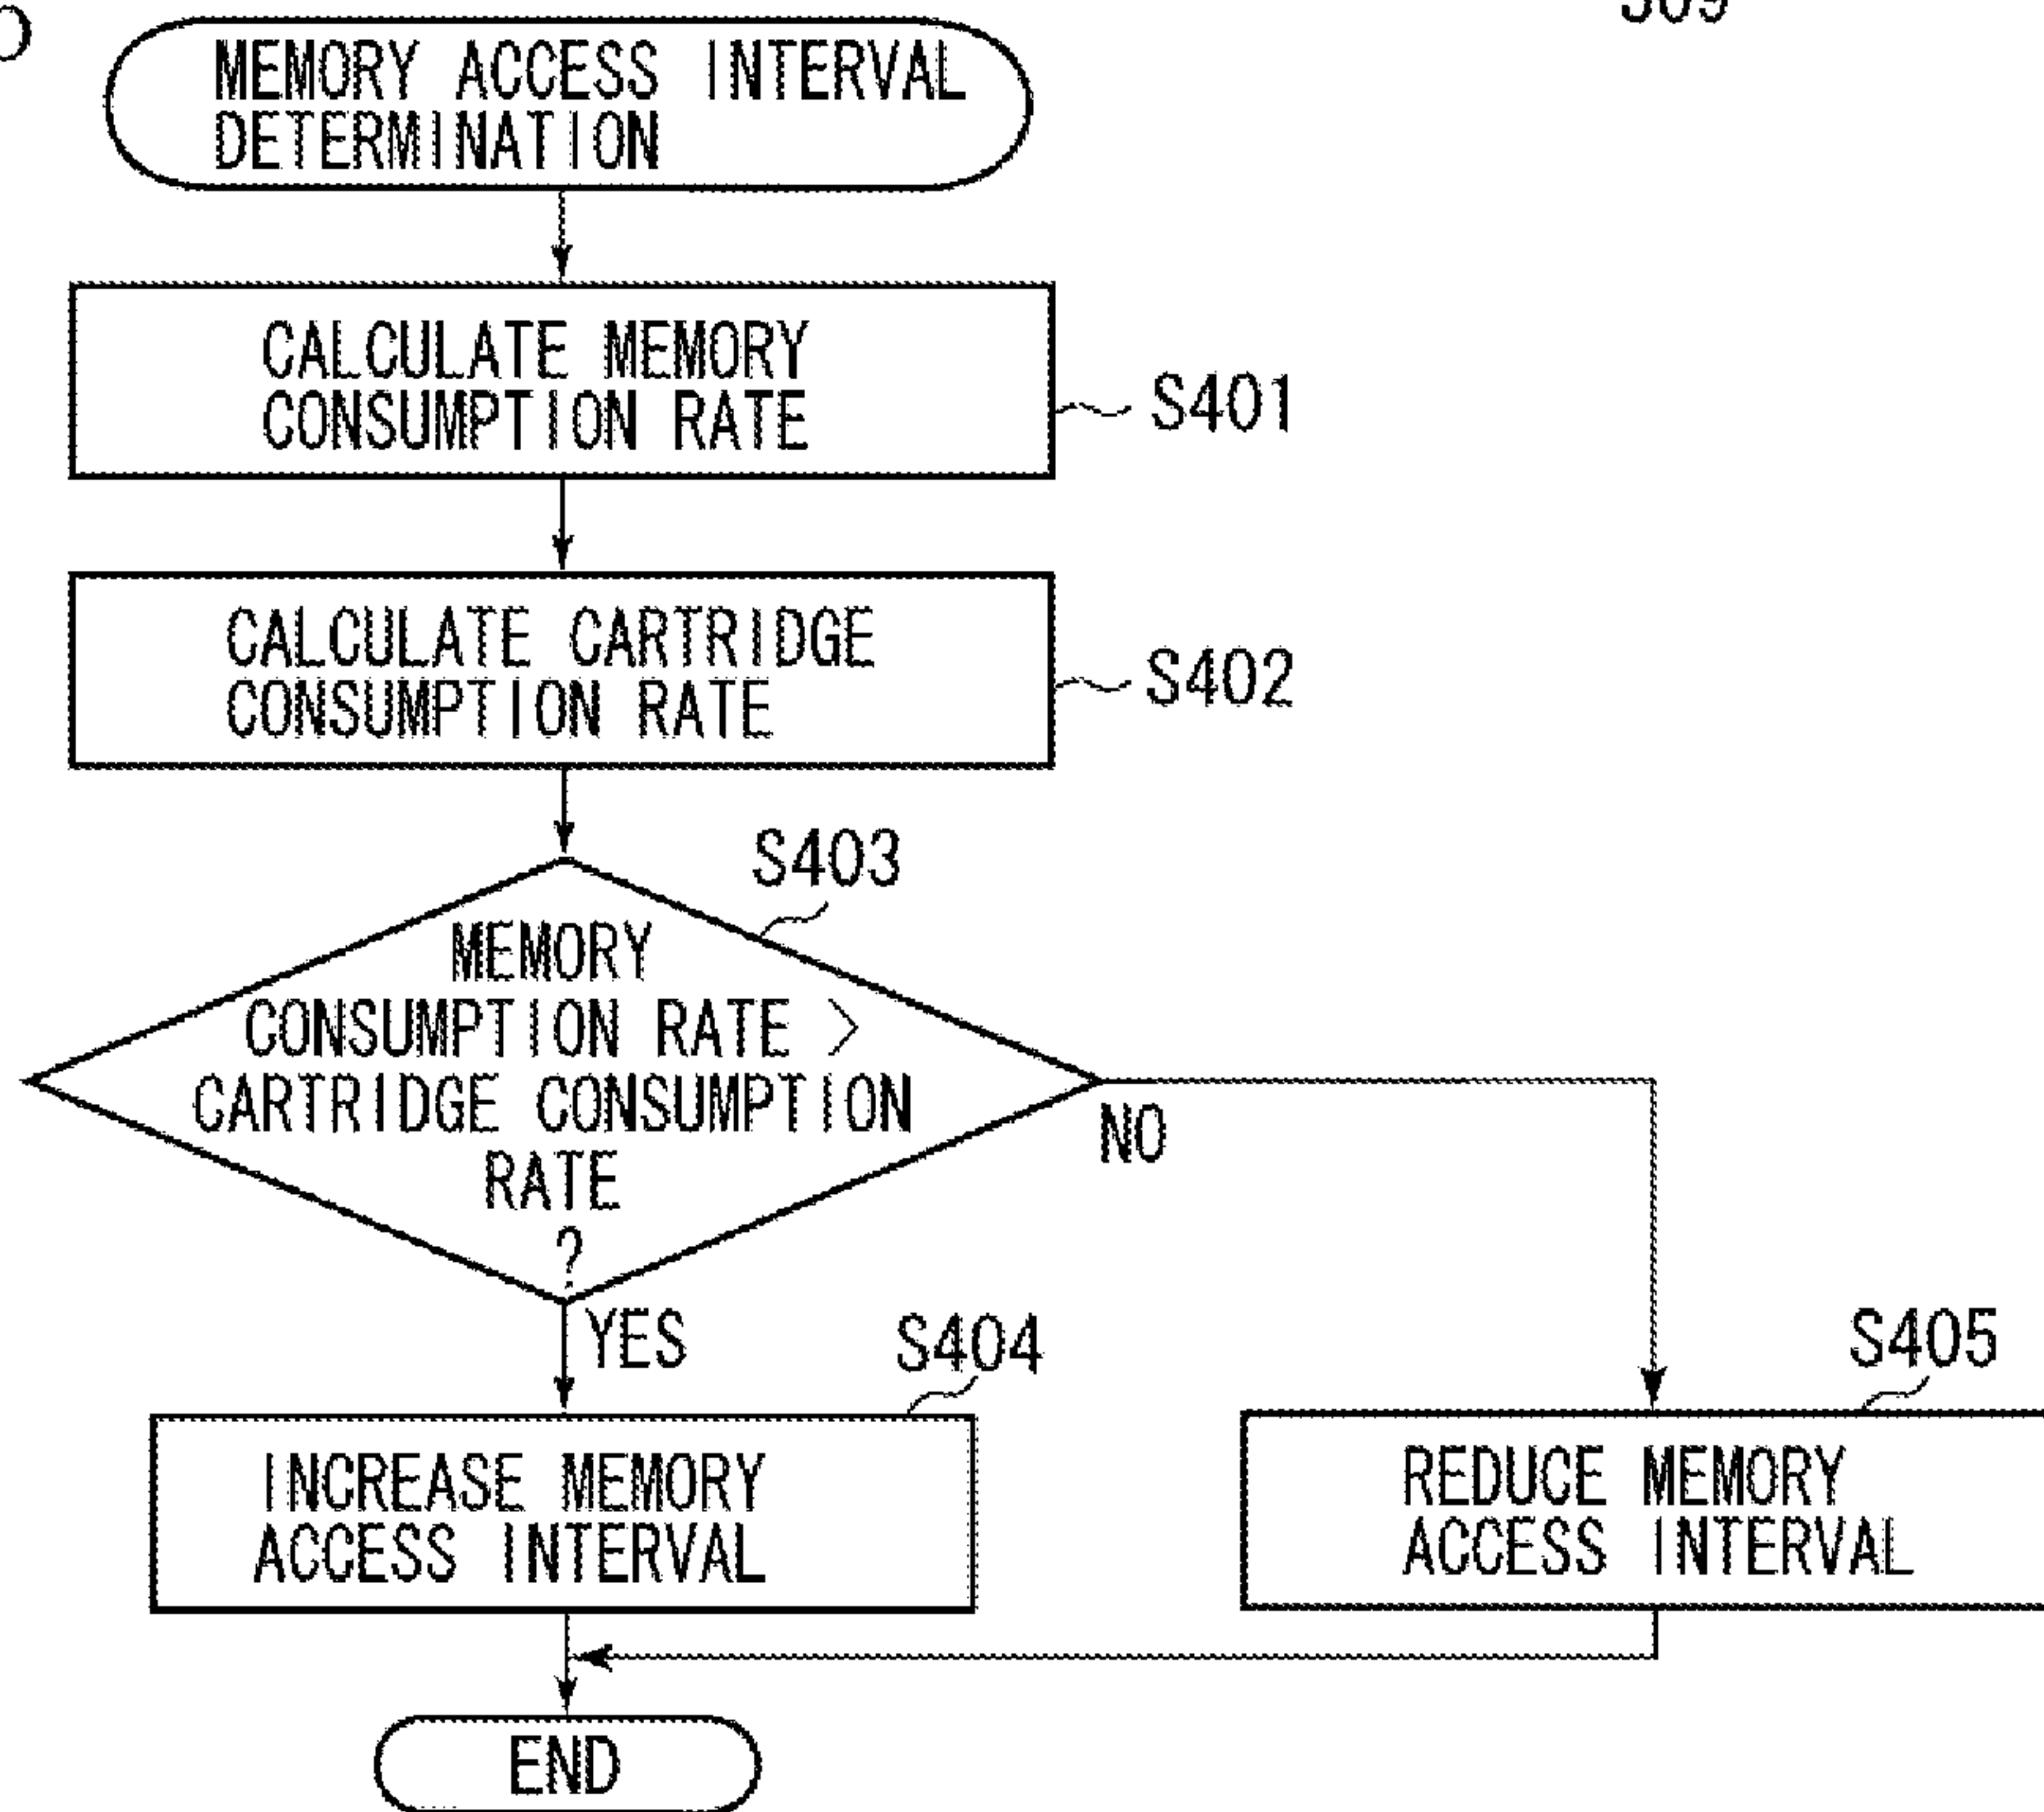 MEMORY ACCESS INTERVAL
DETERMINATION
CALCULATE MEMORY
CONSUMPTION RATE
S401
CALCULATE CARTRIDGE
CONSUMPTION RATE
S402
S403
MEMORY
CONSUMPTION RATE >
CARTRIDGE CONSUMPTION
RATE
?
NO
YES
S404
S405
INCREASE MEMORY
ACCESS INTERVAL
REDUCE MEMORY
ACCESS INTERVAL
END